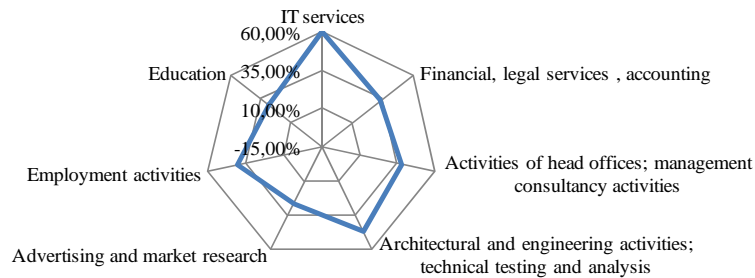 IT services
60,00%
35,00%
10,00%
-15,00%
Financial, legal services , accounting
Activities of head offices; management
consultancy activities
Architectural and engineering activities;
technical testing and analysis
Advertising and market research
Employment activities
Education